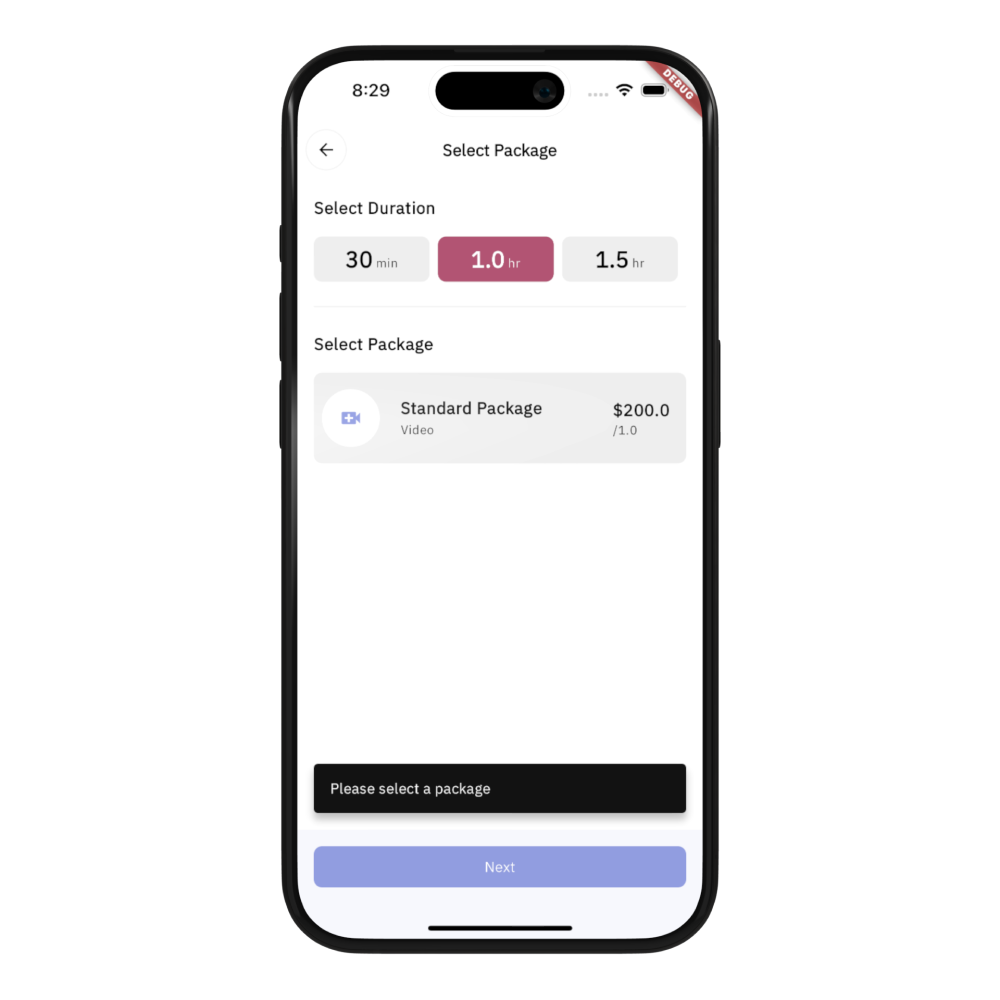 8:29
DEBUG
Select Package
Select Duration
30 min
1.0 hr
1.5 hr
Select Package
Standard Package
$200.0
Video
/1.0
Please select a package
Next